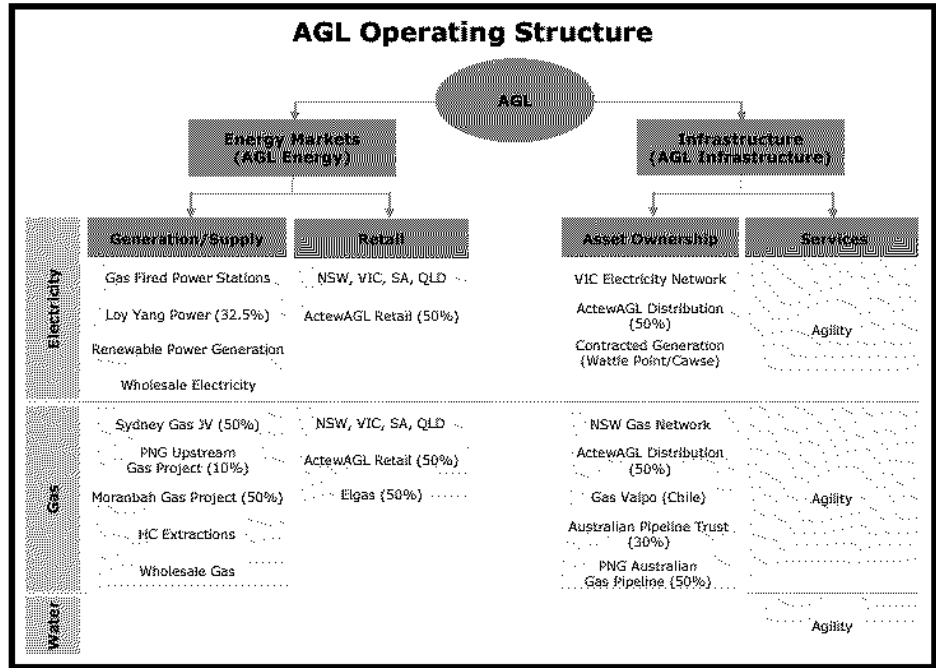 AGL Operating Structure
AGL
Energy Markets
(AGL Energy)
Infrastructure
(AGL Infrastructure)
Generation/Supply
Retail
Asset Ownership
Services
Electricity
Gas Fired Power Stations
Loy Yang Power (32.5%)
Renewable Power Generation
Wholesale Electricity
NSW, VIC, SA, QLD
ActewAGL Retail (50%)
VIC Electricity Network
ActewAGL Distribution
(50%)
Contracted Generation
(Wattle Point/Cawse)
Agility
Gas
Sydney Gas JV (50%)
PNG Upstream
Gas Project (10%)
Moranbah Gas Project (50%)
HC Extractions
Wholesale Gas
NSW, VIC, SA, QLD
ActewAGL Retail (50%)
Elgas (50%)
NSW Gas Network
ActewAGL Distribution
(50%)
Gas Valpo (Chile)
Australian Pipeline Trust
(30%)
PNG Australian
Gas Pipeline (50%)
Agility
Water
Agility